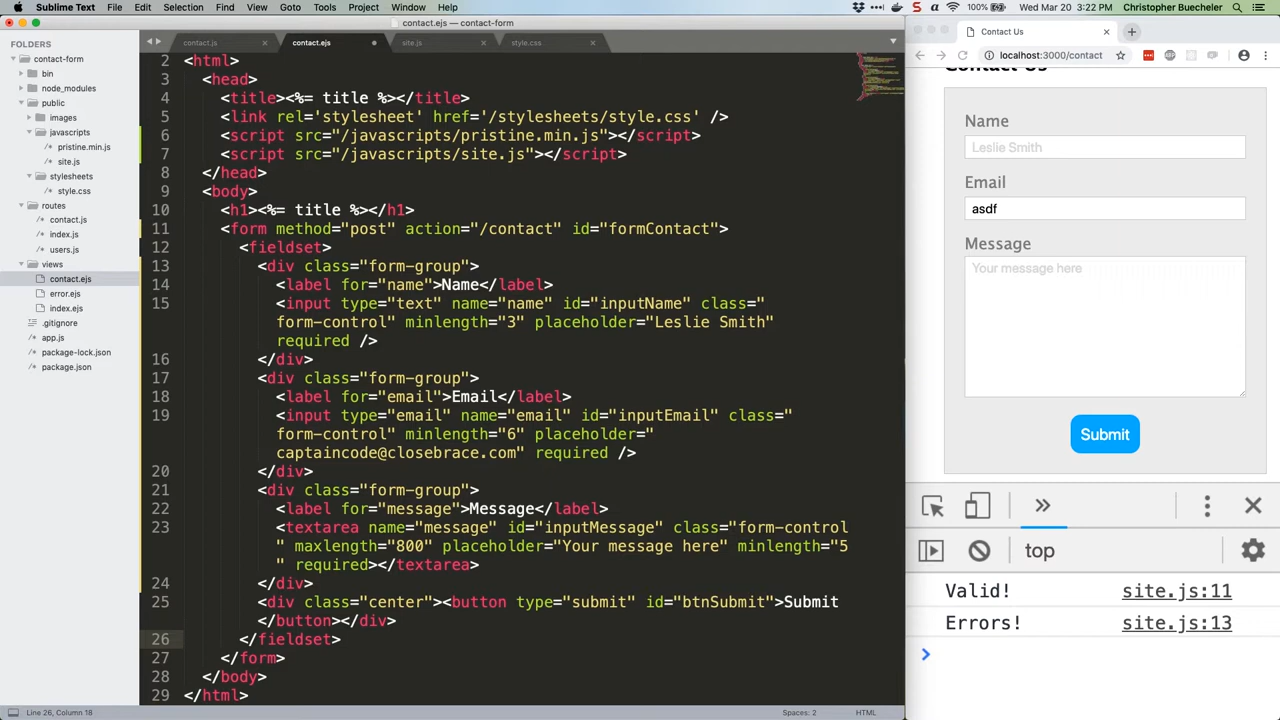 Sublime Text File Edit Selection Find View Goto Tools Project Window Help
100% Wed Mar 20 3:22 PM Christopher Buecheler
contact.ejs — contact-form
Contact Us
localhost:3000/contact
FOLDERS
contact-form
bin
node_modules
public
images
javascripts
pristine.min.js
site.js
stylesheets
style.css
routes
contact.js
index.js
users.js
views
contact.ejs
error.ejs
index.ejs
.gitignore
app.js
package-lock.json
package.json
contact.js contact.ejs site.js style.css
2 <html>
3 <head>
4 <title><%= title %></title>
5 <link rel='stylesheet' href='/stylesheets/style.css' />
6 <script src="/javascripts/pristine.min.js"></script>
7 <script src="/javascripts/site.js"></script>
8 </head>
9 <body>
10 <h1><%= title %></h1>
11 <form method="post" action="/contact" id="formContact">
12 <fieldset>
13 <div class="form-group">
14 <label for="name">Name</label>
15 <input type="text" name="name" id="inputName" class="
form-control" minlength="3" placeholder="Leslie Smith"
required />
16 </div>
17 <div class="form-group">
18 <label for="email">Email</label>
19 <input type="email" name="email" id="inputEmail" class="
form-control" minlength="6" placeholder="
captaincode@closebrace.com" required />
20 </div>
21 <div class="form-group">
22 <label for="message">Message</label>
23 <textarea name="message" id="inputMessage" class="form-control
" maxlength="800" placeholder="Your message here" minlength="5
" required></textarea>
24 </div>
25 <div class="center"><button type="submit" id="btnSubmit">Submit
</button></div>
26 </fieldset>
27 </form>
28 </body>
29 </html>
Line 26, Column 18 Spaces: 2 HTML
Contact Us
Name
Leslie Smith
Email
asdf
Message
Your message here
Submit
top
Valid! site.js:11
Errors! site.js:13